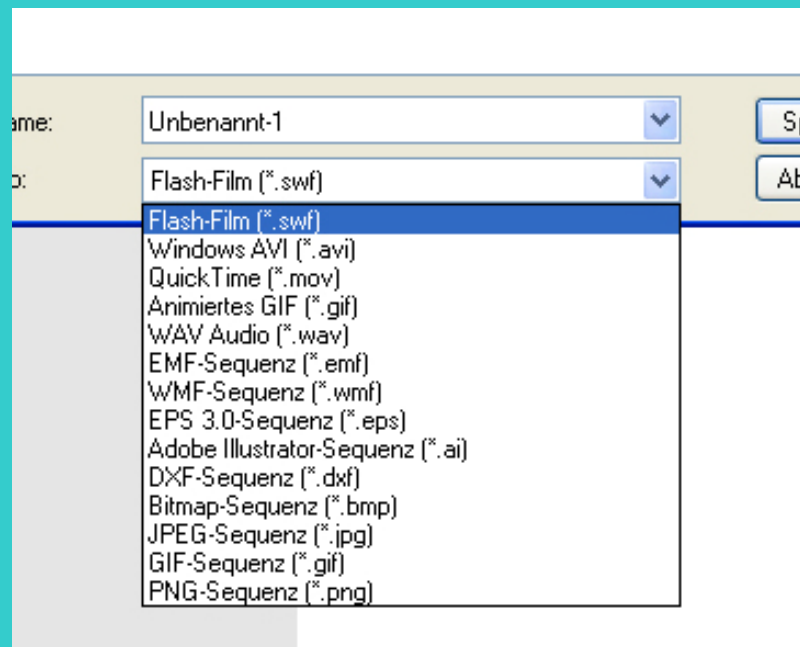 ame:
Unbenannt-1
Sp
o:
Flash-Film (*.swf)
Ab
Flash-Film (*.swf)
Windows AVI (*.avi)
QuickTime (*.mov)
Animiertes GIF (*.gif)
WAV Audio (*.wav)
EMF-Sequenz (*.emf)
WMF-Sequenz (*.wmf)
EPS 3.0-Sequenz (*.eps)
Adobe Illustrator-Sequenz (*.ai)
DXF-Sequenz (*.dxf)
Bitmap-Sequenz (*.bmp)
JPEG-Sequenz (*.jpg)
GIF-Sequenz (*.gif)
PNG-Sequenz (*.png)